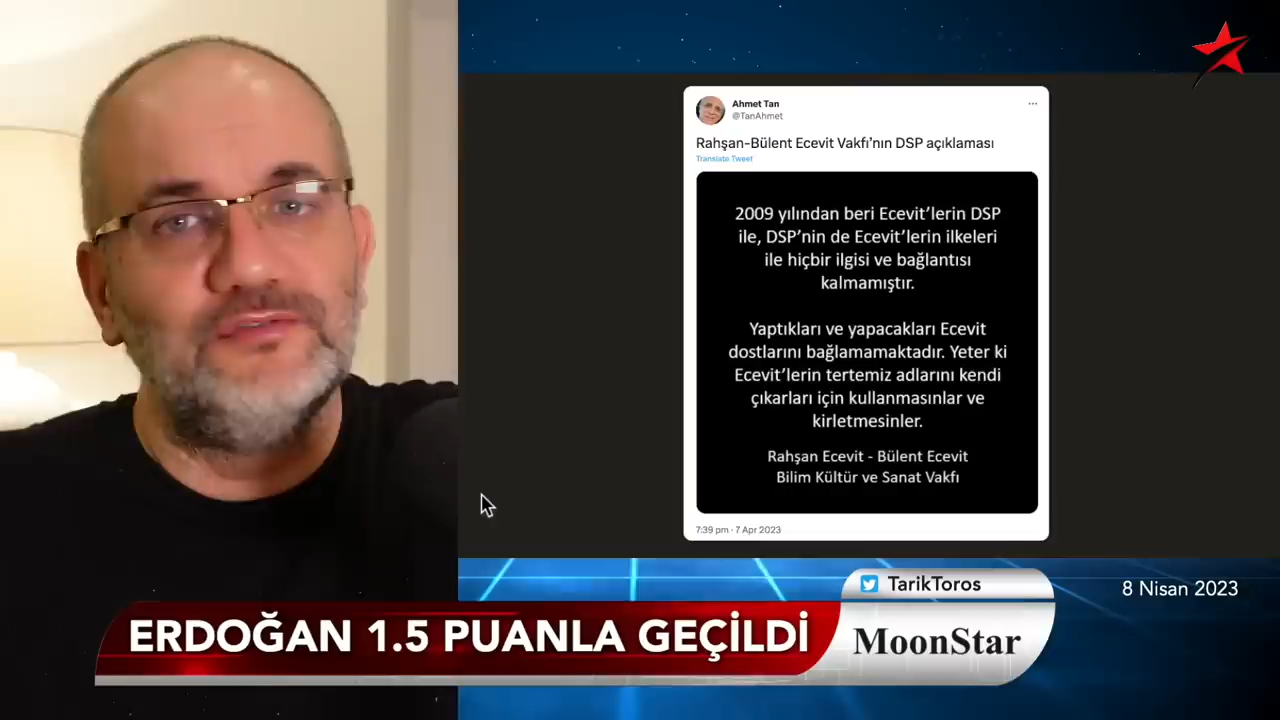 Ahmet Tan
@TanAhmet
Rahşan-Bülent Ecevit Vakfı'nın DSP açıklaması
Translate Tweet
2009 yılından beri Ecevit'lerin DSP
ile, DSP'nin de Ecevit'lerin ilkeleri
ile hiçbir ilgisi ve bağlantısı
kalmamıştır.
Yaptıkları ve yapacakları Ecevit
dostlarını bağlamamaktadır. Yeter ki
Ecevit'lerin tertemiz adlarını kendi
çıkarları için kullanmasınlar ve
kirletmesinler.
Rahşan Ecevit - Bülent Ecevit
Bilim Kültür ve Sanat Vakfı
7:39 pm · 7 Apr 2023
TarikToros
8 Nisan 2023
ERDOĞAN 1.5 PUANLA GEÇİLDİ
MoonStar